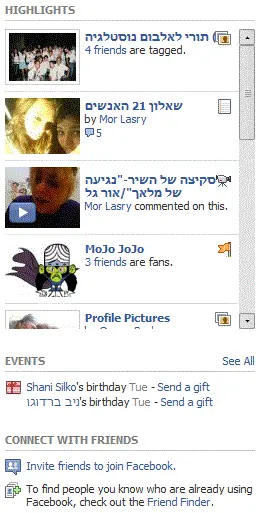 HIGHLIGHTS
תורי לאלבום נוסטלגיה (
4 friends are tagged.
שאלון 21 האנשים
by Mor Lasry
5
סקיצה של השיר-"נגיעה
של מלאך"/אור גל
Mor Lasry commented on this.
MoJo JoJo
3 friends are fans.
Profile Pictures
EVENTS See All
Shani Silko's birthday Tue - Send a gift
ניב ברדוגו's birthday Tue - Send a gift
CONNECT WITH FRIENDS
Invite friends to join Facebook.
To find people you know who are already using
Facebook, check out the Friend Finder.